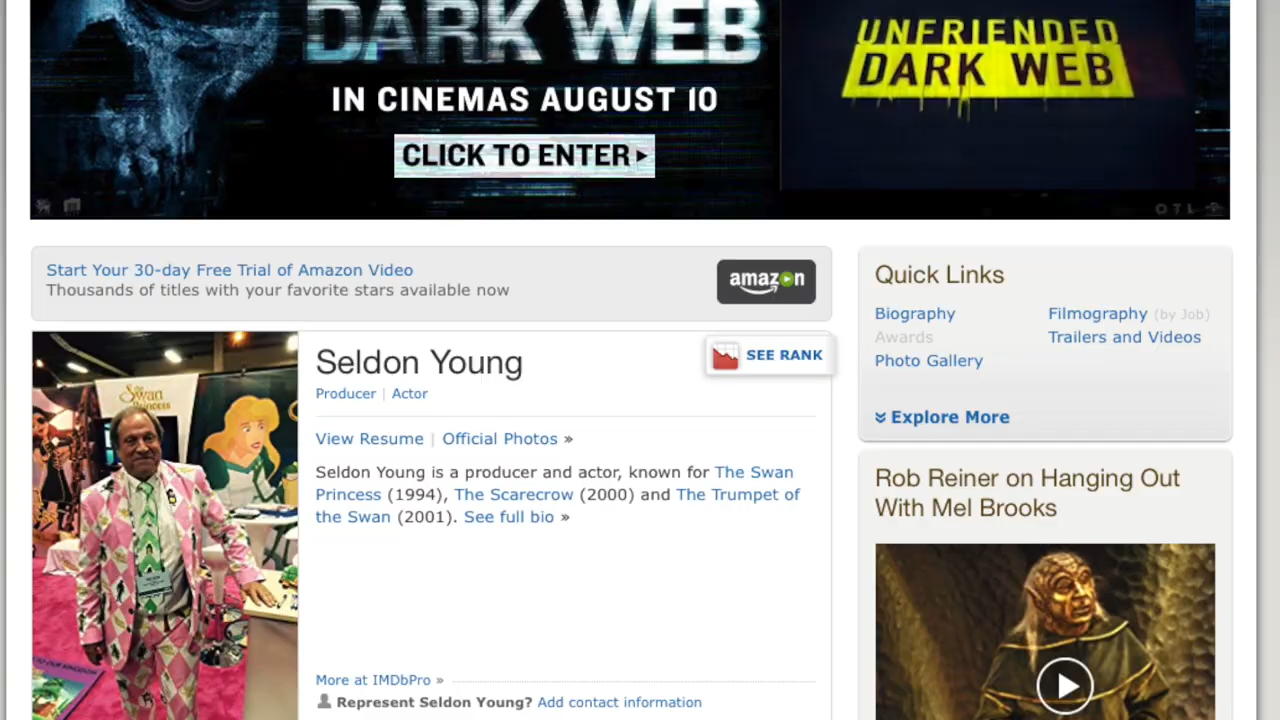 DARK WEB
IN CINEMAS AUGUST 10
CLICK TO ENTER
UNFRIENDED
DARK WEB
OTL
Start Your 30-day Free Trial of Amazon Video
Thousands of titles with your favorite stars available now
amazon
Seldon Young
SEE RANK
Producer | Actor
View Resume | Official Photos »
Seldon Young is a producer and actor, known for The Swan
Princess (1994), The Scarecrow (2000) and The Trumpet of
the Swan (2001). See full bio »
More at IMDbPro »
Represent Seldon Young? Add contact information
the Swan
Princess
Quick Links
Biography
Filmography (by Job)
Awards
Trailers and Videos
Photo Gallery
Explore More
Rob Reiner on Hanging Out
With Mel Brooks